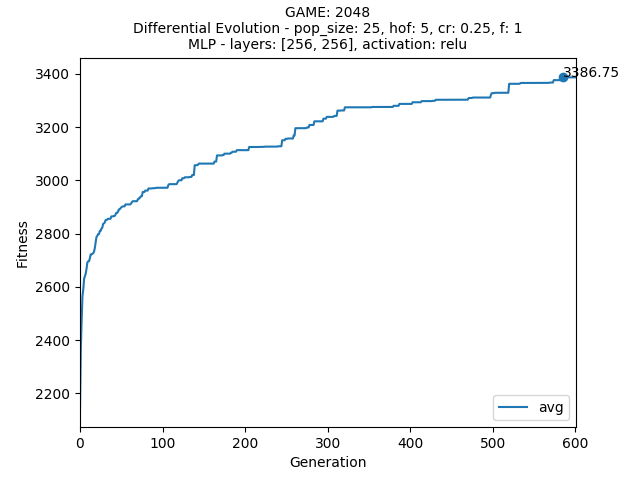 GAME: 2048
Differential Evolution - pop_size: 25, hof: 5, cr: 0.25, f: 1
MLP - layers: [256, 256], activation: relu
3386.75
3400
3200
3000
2800
2600
2400
2200
Fitness
avg
0 100 200 300 400 500 600
Generation